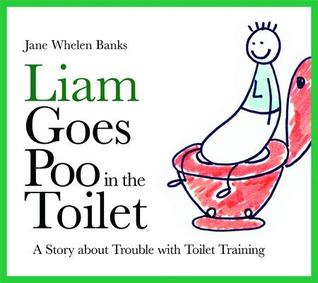 Jane Whelen Banks
Liam
Goes
Poo in the
Toilet
L
A Story about Trouble with Toilet Training